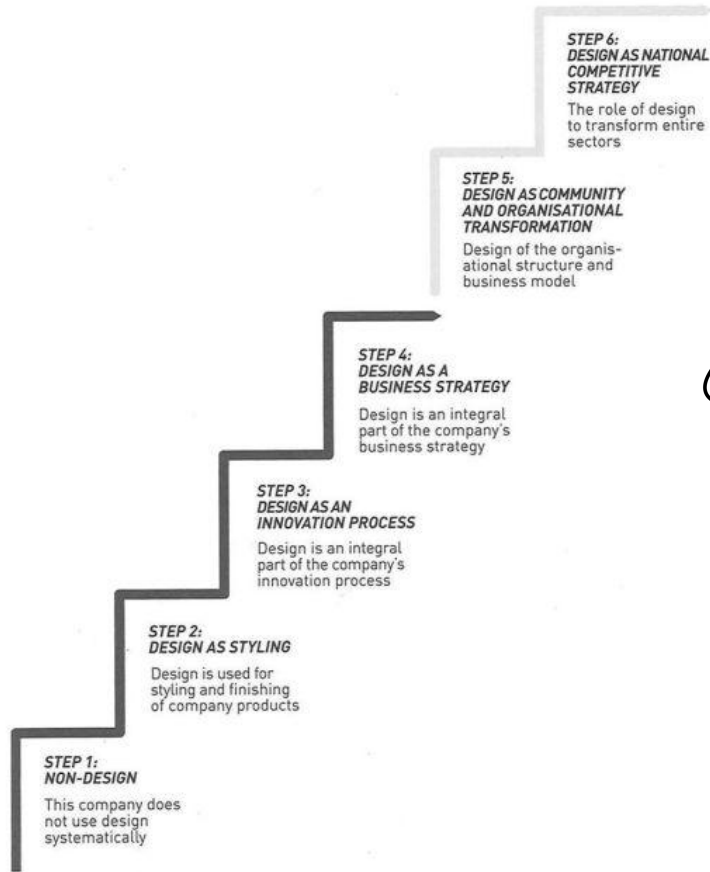 STEP 6:
DESIGN AS NATIONAL
COMPETITIVE
STRATEGY
The role of design
to transform entire
sectors
STEP 5:
DESIGN AS COMMUNITY
AND ORGANISATIONAL
TRANSFORMATION
Design of the organis-
ational structure and
business model
STEP 4:
DESIGN AS A
BUSINESS STRATEGY
Design is an integral
part of the company's
business strategy
STEP 3:
DESIGN AS AN
INNOVATION PROCESS
Design is an integral
part of the company's
innovation process
STEP 2:
DESIGN AS STYLING
Design is used for
styling and finishing
of company products
STEP 1:
NON-DESIGN
This company does
not use design
systematically